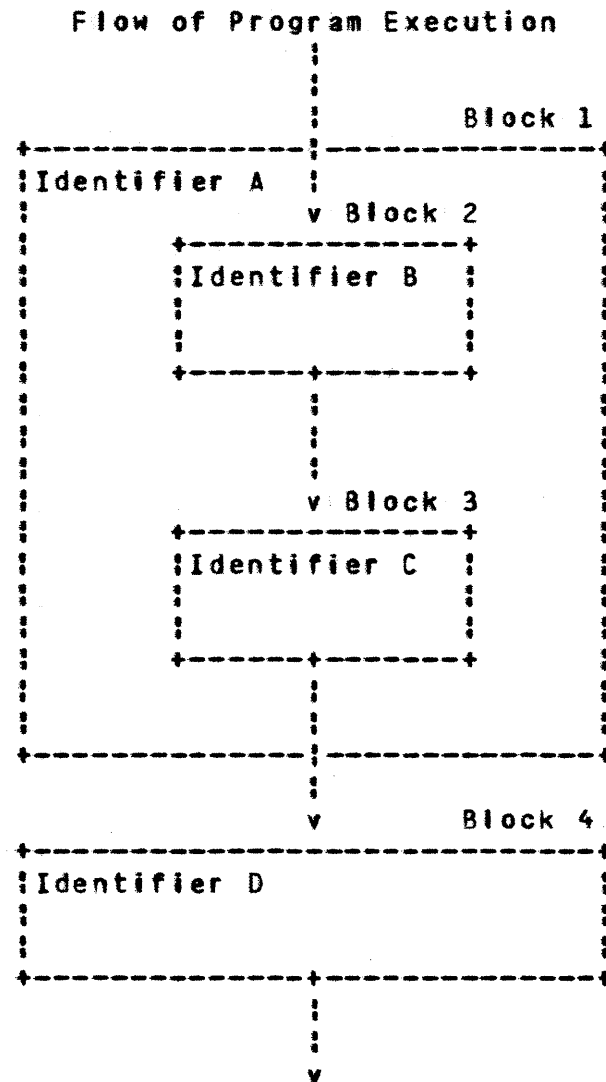 Flow of Program Execution
Block 1
Identifier A
v Block 2
Identifier B
v Block 3
Identifier C
v Block 4
Identifier D
v